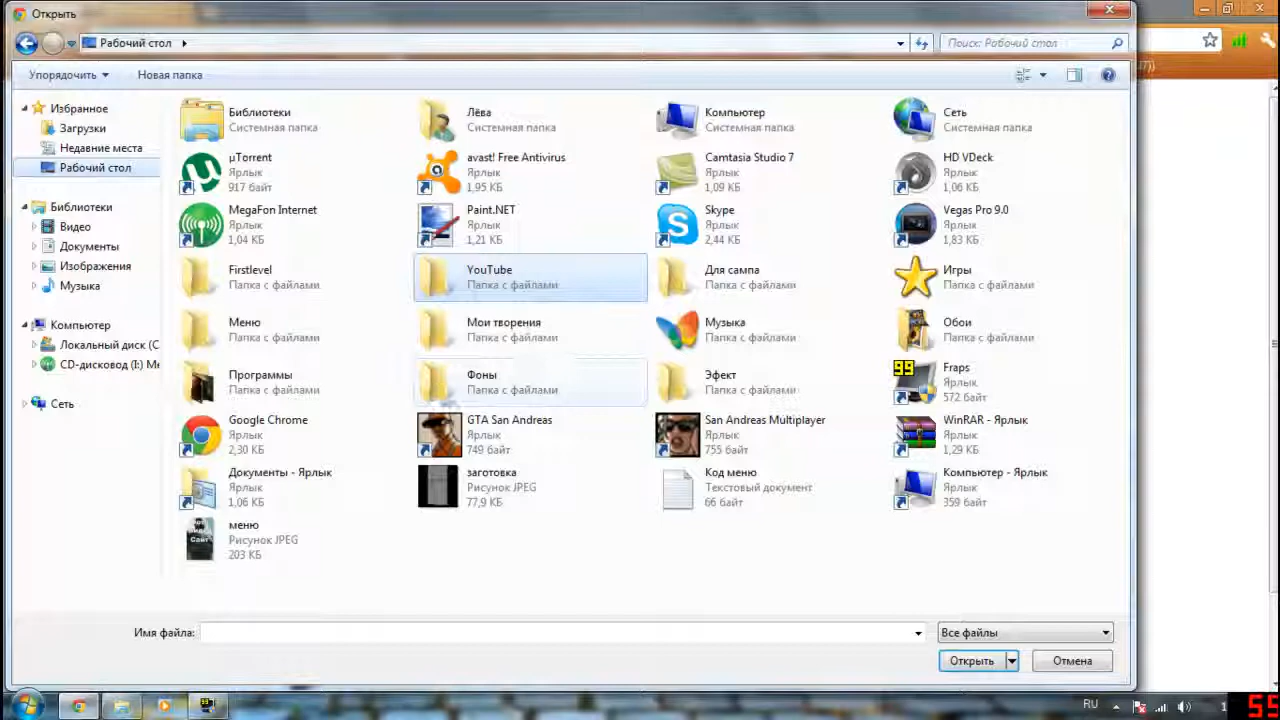 Открыть
Рабочий стол
Поиск: Рабочий стол
Упорядочить
Новая папка
Избранное
Загрузки
Недавние места
Рабочий стол
Библиотеки
Видео
Документы
Изображения
Музыка
Компьютер
Локальный диск (С
CD-дисковод (I:) Me
Сеть
Библиотеки
Системная папка
Лёва
Системная папка
Компьютер
Системная папка
Сеть
Системная папка
µTorrent
Ярлык
917 байт
avast! Free Antivirus
Ярлык
1,95 КБ
Camtasia Studio 7
Ярлык
1,09 КБ
HD VDeck
Ярлык
1,06 КБ
MegaFon Internet
Ярлык
1,04 КБ
Paint.NET
Ярлык
1,21 КБ
Skype
Ярлык
2,44 КБ
Vegas Pro 9.0
Ярлык
1,83 КБ
Firstlevel
Папка с файлами
YouTube
Папка с файлами
Для сампа
Папка с файлами
Игры
Папка с файлами
Меню
Папка с файлами
Мои творения
Папка с файлами
Музыка
Папка с файлами
Обои
Папка с файлами
Программы
Папка с файлами
Фоны
Папка с файлами
Эфект
Папка с файлами
99
Fraps
Ярлык
572 байт
Google Chrome
Ярлык
2,30 КБ
GTA San Andreas
Ярлык
749 байт
San Andreas Multiplayer
Ярлык
755 байт
WinRAR - Ярлык
Ярлык
1,29 КБ
Документы - Ярлык
Ярлык
1,06 КБ
заготовка
Рисунок JPEG
77,9 КБ
Код меню
Текстовый документ
66 байт
Компьютер - Ярлык
Ярлык
359 байт
меню
Рисунок JPEG
203 КБ
Имя файла:
Все файлы
Открыть
Отмена
RU
1
55